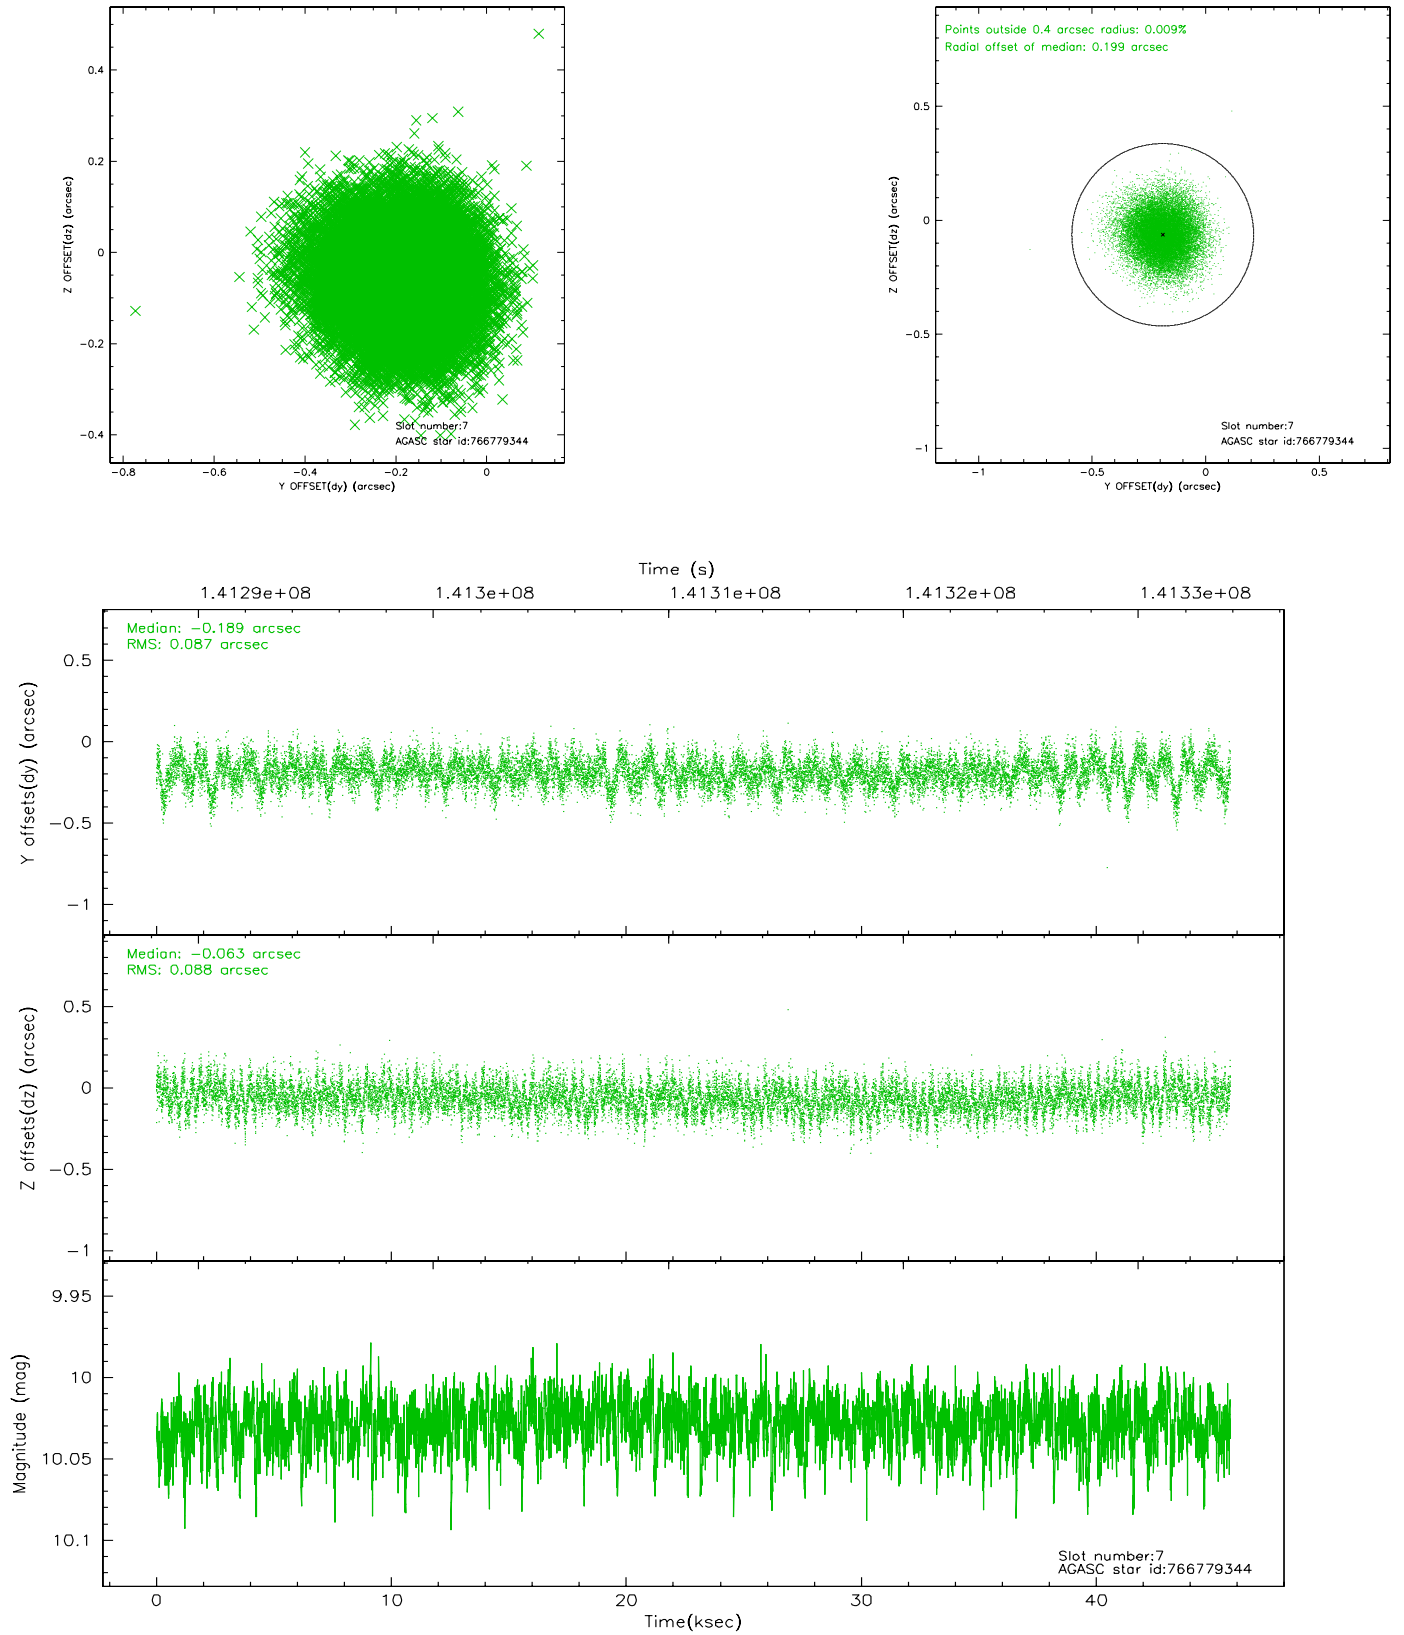 0.4
0.2
0
−0.2
−0.4
Z OFFSET(dz) (arcsec)
−0.8
−0.6
−0.4
−0.2
0
Y OFFSET(dy) (arcsec)
Slot number:7
AGASC star id:766779344
Points outside 0.4 arcsec radius: 0.009%
Radial offset of median: 0.199 arcsec
0.5
0
−0.5
−1
Z OFFSET(dz) (arcsec)
−1
−0.5
0
0.5
Y OFFSET(dy) (arcsec)
Slot number:7
AGASC star id:766779344
Time (s)
1.4129e+08
1.413e+08
1.4131e+08
1.4132e+08
1.4133e+08
Median: −0.189 arcsec
RMS: 0.087 arcsec
0.5
0
−0.5
−1
Y offsets(dy) (arcsec)
Median: −0.063 arcsec
RMS: 0.088 arcsec
0.5
0
−0.5
−1
Z offsets(dz) (arcsec)
9.95
10
10.05
10.1
Magnitude (mag)
Slot number:7
AGASC star id:766779344
0
10
20
30
40
Time(ksec)